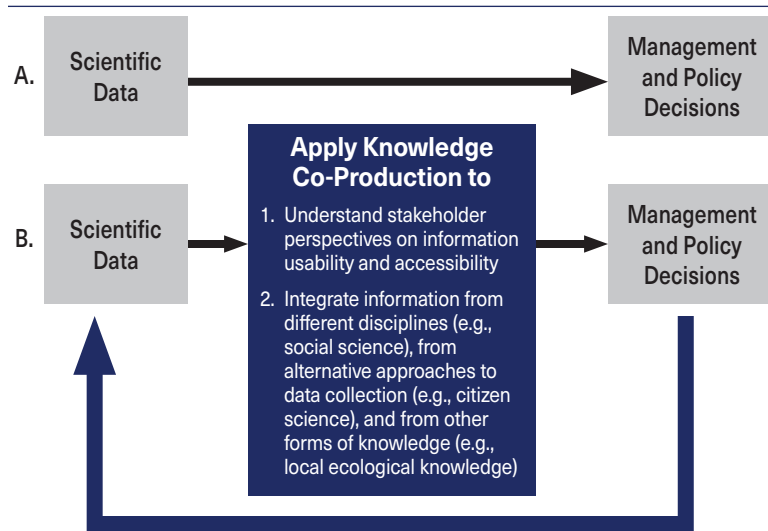 A.
Scientific
Data
Management
and Policy
Decisions
B.
Scientific
Data
Apply Knowledge
Co-Production to
1. Understand stakeholder
perspectives on information
usability and accessibility
2. Integrate information from
different disciplines (e.g.,
social science), from
alternative approaches to
data collection (e.g., citizen
science), and from other
forms of knowledge (e.g.,
local ecological knowledge)
Management
and Policy
Decisions